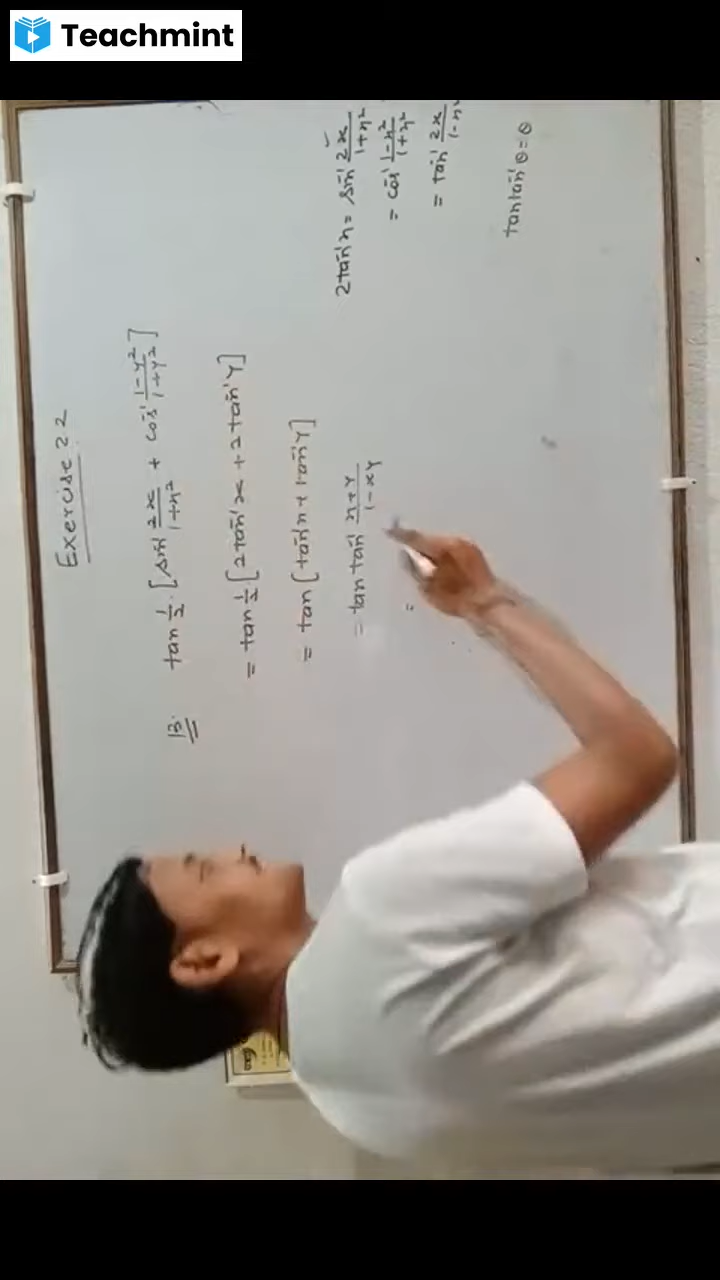 Teachmint
Exercise 2.2
13. tan ½ · [sin⁻¹ 2x/1+x² + cos⁻¹ 1-y²/1+y²]
= tan ½ · [2tan⁻¹x + 2tan⁻¹y]
= tan [tan⁻¹x + tan⁻¹y]
= tan tan⁻¹ x+y/1-xy
=
2tan⁻¹x = sin⁻¹ 2x/1+x²
= cos⁻¹ 1-x²/1+x²
= tan⁻¹ 2x/1-x²
tan tan⁻¹ θ = θ